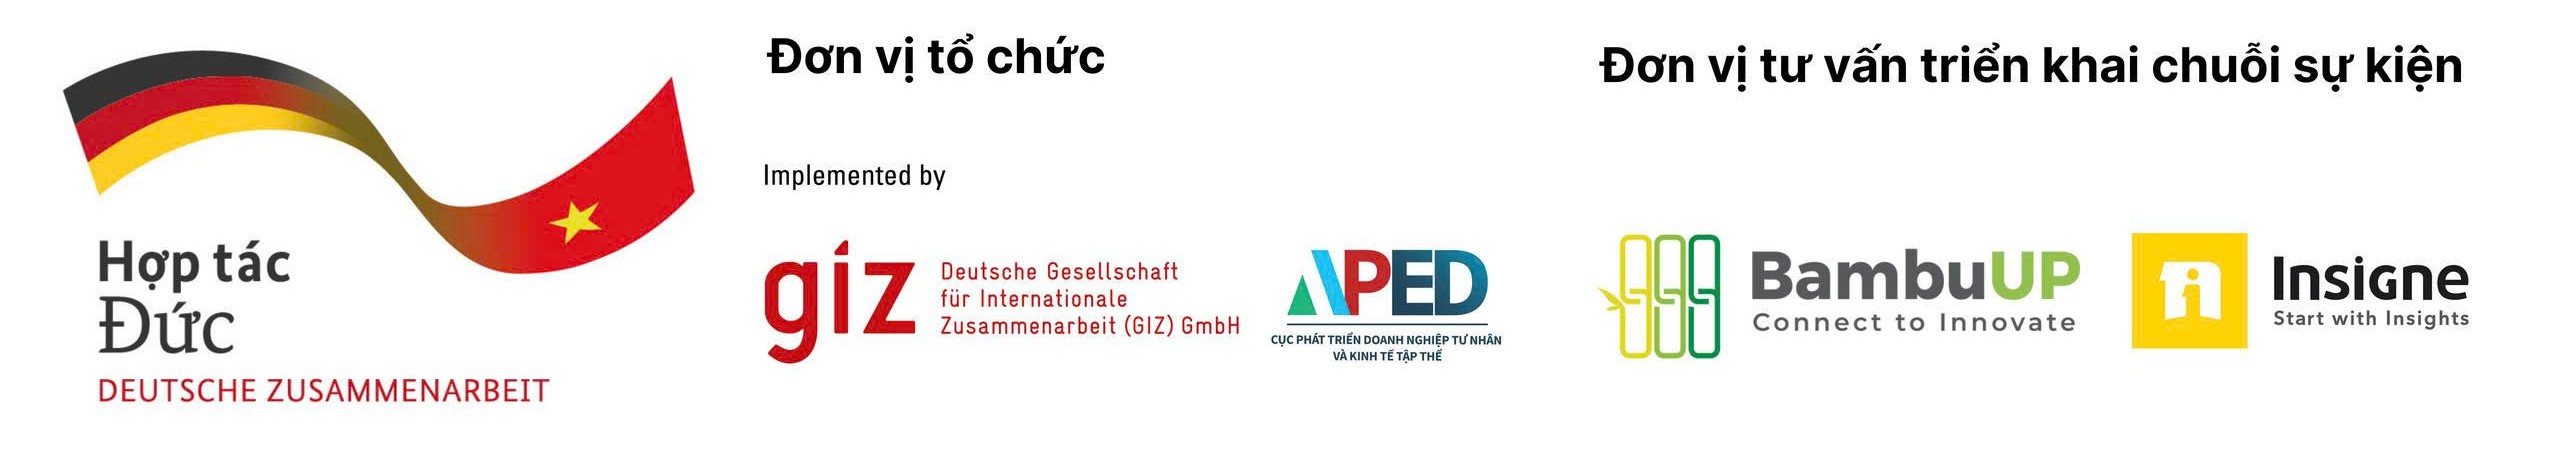 Hợp tác
Đức
DEUTSCHE ZUSAMMENARBEIT
Đơn vị tổ chức
Implemented by
giz
Deutsche Gesellschaft
für Internationale
Zusammenarbeit (GIZ) GmbH
APED
CỤC PHÁT TRIỂN DOANH NGHIỆP TƯ NHÂN
VÀ KINH TẾ TẬP THỂ
Đơn vị tư vấn triển khai chuỗi sự kiện
BambuUP
Connect to Innovate
Insigne
Start with Insights